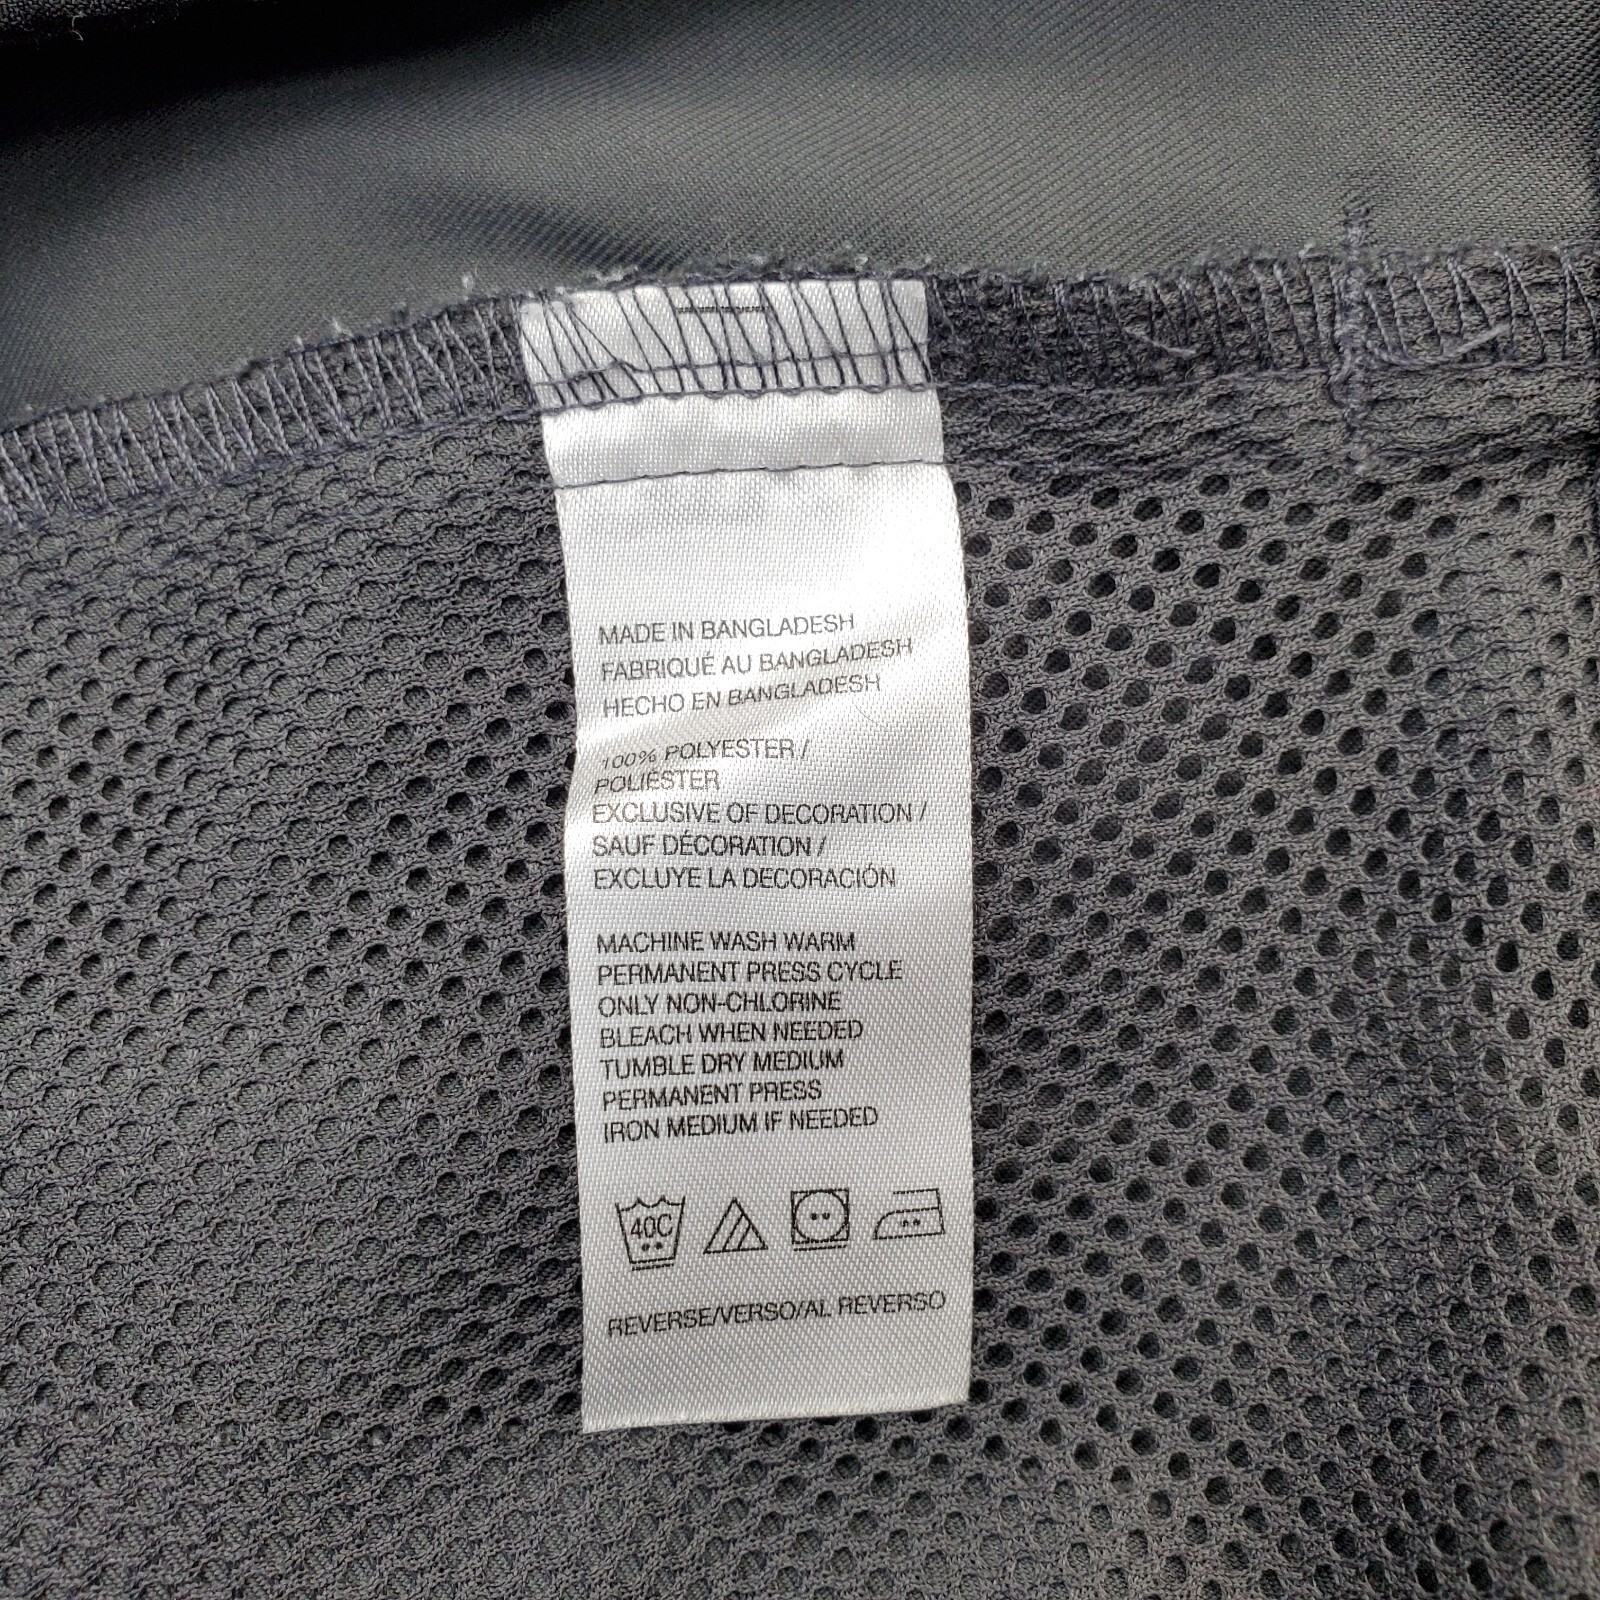 MADE IN BANGLADESH
FABRIQUÉ AU BANGLADESH
HECHO EN BANGLADESH
100% POLYESTER /
POLIÉSTER
EXCLUSIVE OF DECORATION /
SAUF DÉCORATION /
EXCLUYE LA DECORACIÓN
MACHINE WASH WARM
PERMANENT PRESS CYCLE
ONLY NON-CHLORINE
BLEACH WHEN NEEDED
TUMBLE DRY MEDIUM
PERMANENT PRESS
IRON MEDIUM IF NEEDED
40C
REVERSE/VERSO/AL REVERSO